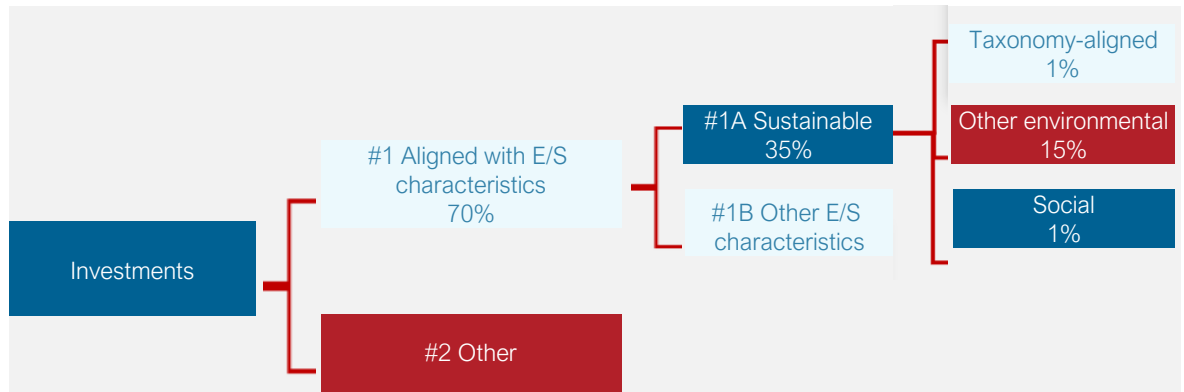 Investments
#1 Aligned with E/S
characteristics
70%
#2 Other
#1A Sustainable
35%
#1B Other E/S
characteristics
Taxonomy-aligned
1%
Other environmental
15%
Social
1%